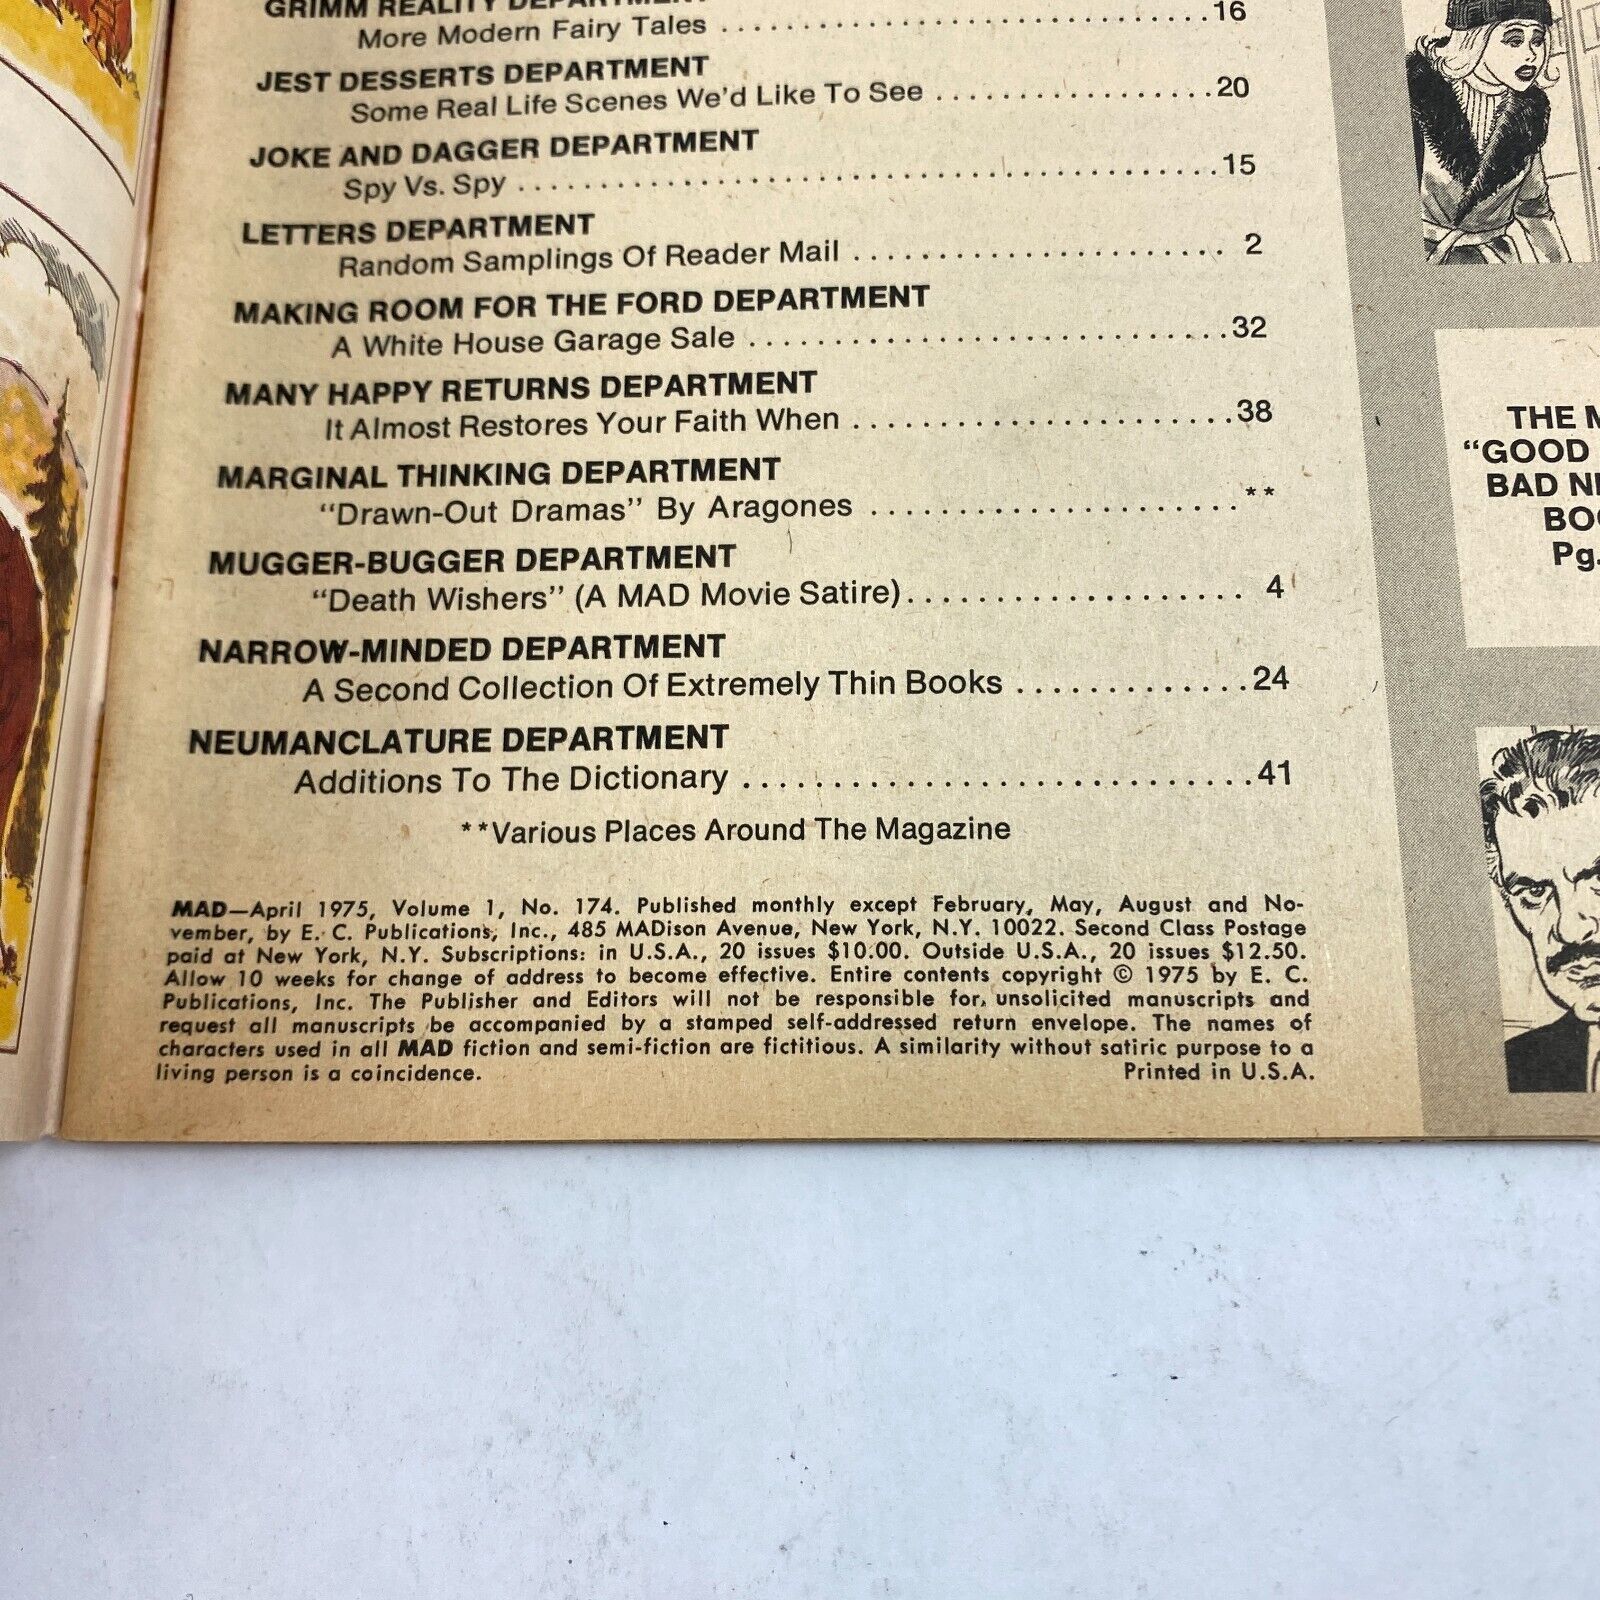 GRIMM REALITY DEPARTMENT
More Modern Fairy Tales ..............................16
JEST DESSERTS DEPARTMENT
Some Real Life Scenes We'd Like To See .................20
JOKE AND DAGGER DEPARTMENT
Spy Vs. Spy ...........................................15
LETTERS DEPARTMENT
Random Samplings Of Reader Mail ...................... 2
MAKING ROOM FOR THE FORD DEPARTMENT
A White House Garage Sale .............................32
MANY HAPPY RETURNS DEPARTMENT
It Almost Restores Your Faith When .......................38
MARGINAL THINKING DEPARTMENT
"Drawn-Out Dramas" By Aragones ......................**
MUGGER-BUGGER DEPARTMENT
"Death Wishers" (A MAD Movie Satire).................... 4
NARROW-MINDED DEPARTMENT
A Second Collection Of Extremely Thin Books .............24
NEUMANCLATURE DEPARTMENT
Additions To The Dictionary .............................41
**Various Places Around The Magazine
MAD—April 1975, Volume 1, No. 174. Published monthly except February, May, August and No-
vember, by E. C. Publications, Inc., 485 MADison Avenue, New York, N.Y. 10022. Second Class Postage
paid at New York, N.Y. Subscriptions: in U.S.A., 20 issues $10.00. Outside U.S.A., 20 issues $12.50.
Allow 10 weeks for change of address to become effective. Entire contents copyright © 1975 by E. C.
Publications, Inc. The Publisher and Editors will not be responsible for unsolicited manuscripts and
request all manuscripts be accompanied by a stamped self-addressed return envelope. The names of
characters used in all MAD fiction and semi-fiction are fictitious. A similarity without satiric purpose to a
living person is a coincidence. Printed in U.S.A.
THE
"GOOD
BAD
Pg.